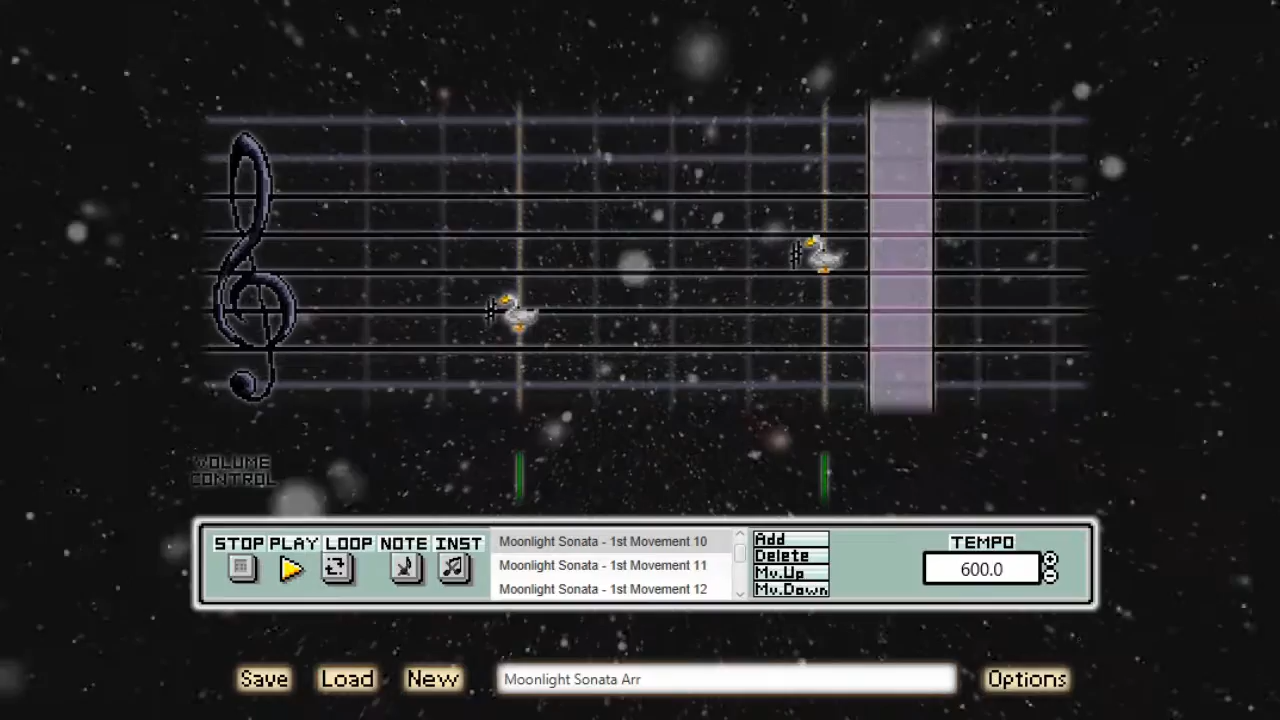 VOLUME
CONTROL
STOP PLAY LOOP NOTE INST
Moonlight Sonata - 1st Movement 10
Moonlight Sonata - 1st Movement 11
Moonlight Sonata - 1st Movement 12
Add
Delete
Mv.Up
Mv.Down
TEMPO
600.0
Save
Load
New
Moonlight Sonata Arr
Options